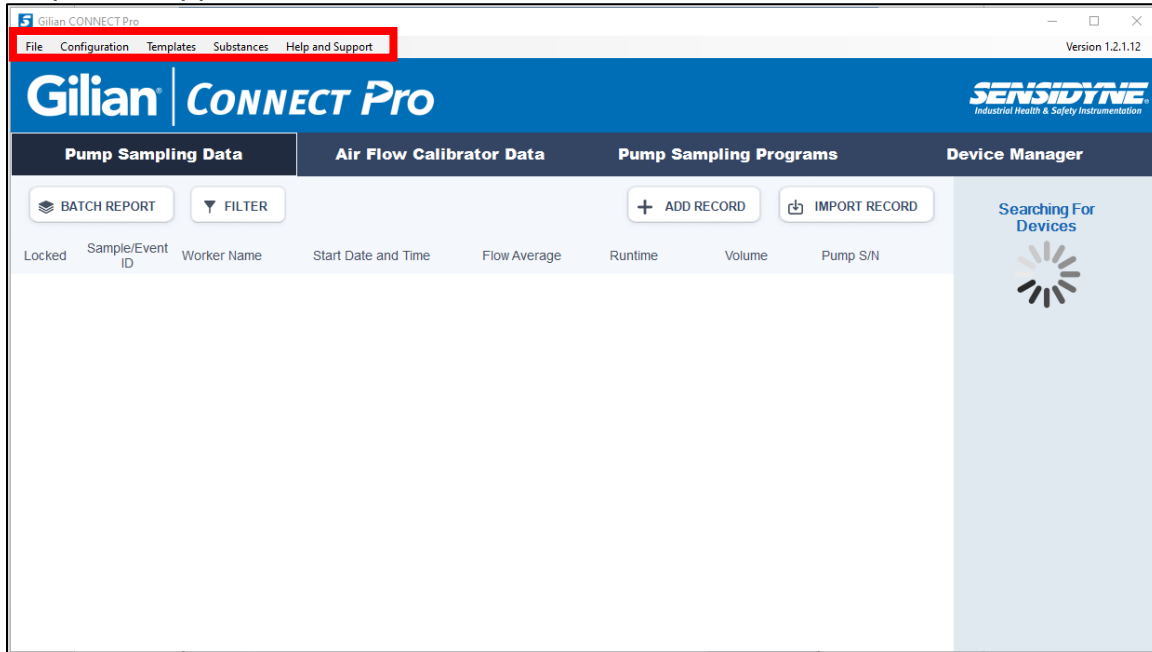 Gilian CONNECT Pro
File Configuration Templates Substances Help and Support Version 1.2.1.12
Gilian® CONNECT Pro SENSIDYNE®
Industrial Health & Safety Instrumentation
Pump Sampling Data Air Flow Calibrator Data Pump Sampling Programs Device Manager
BATCH REPORT FILTER ADD RECORD IMPORT RECORD
Searching For
Devices
Locked Sample/Event ID Worker Name Start Date and Time Flow Average Runtime Volume Pump S/N